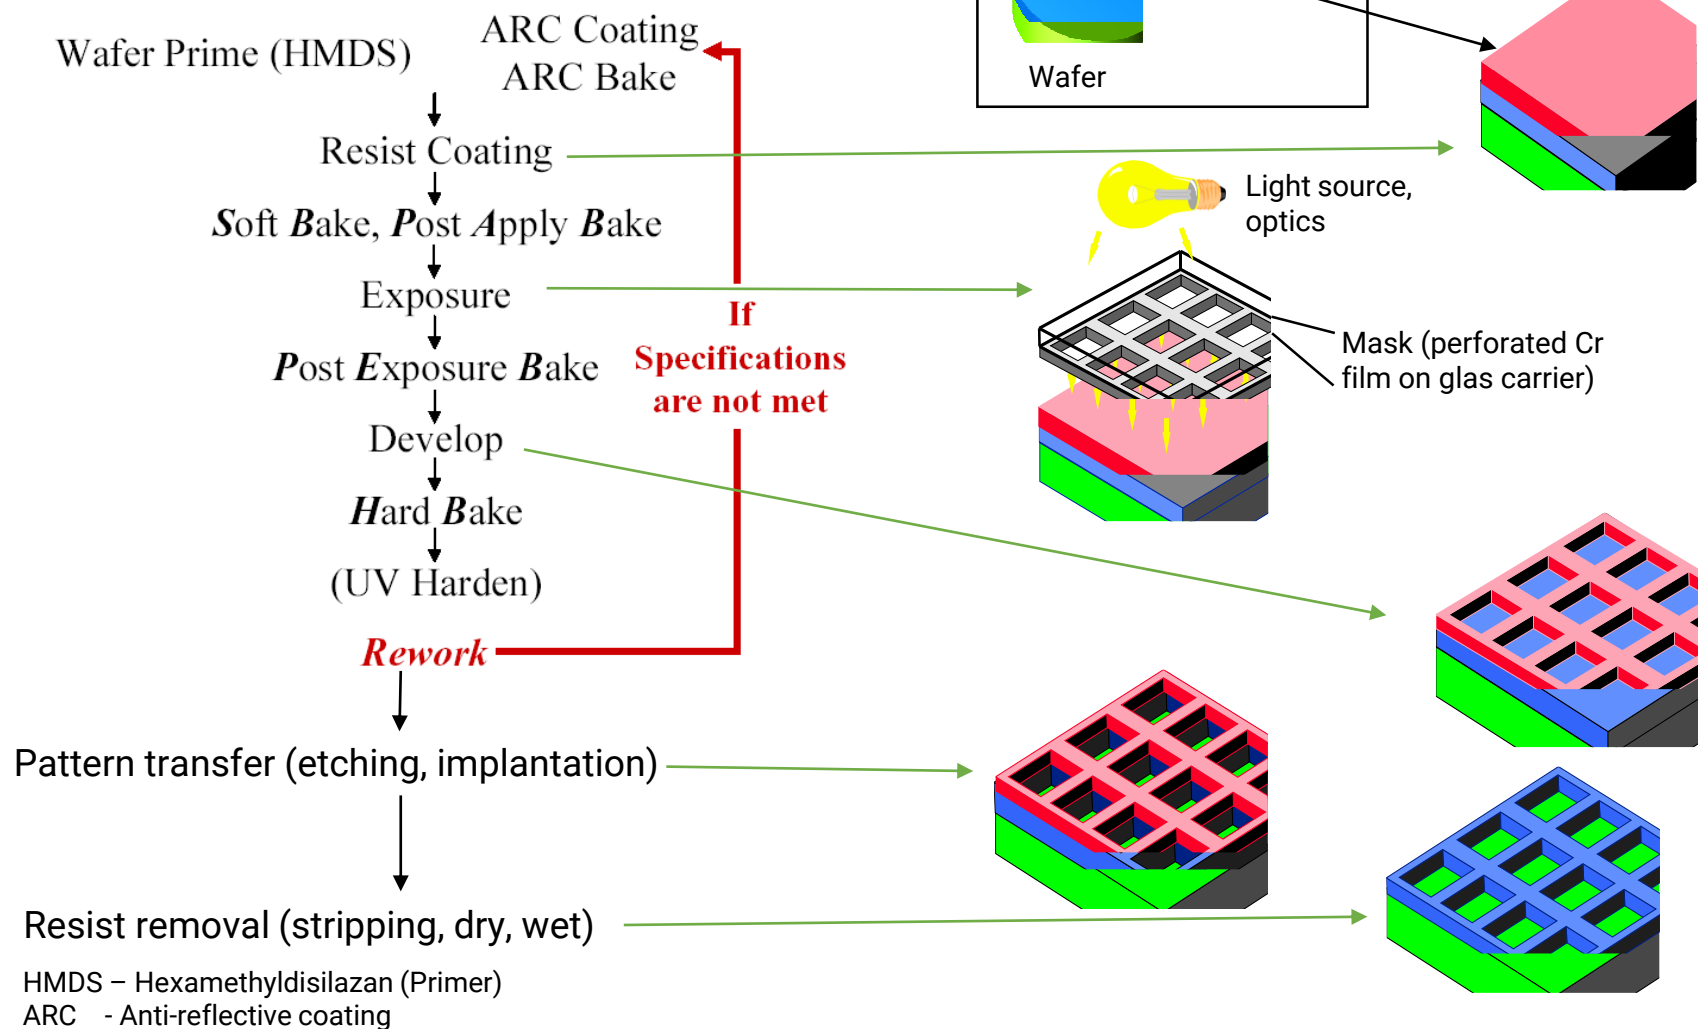 Wafer Prime (HMDS)
ARC Coating
ARC Bake
Resist Coating
Soft Bake, Post Apply Bake
Exposure
Post Exposure Bake
Develop
Hard Bake
(UV Harden)
Rework
If
Specifications
are not met
Pattern transfer (etching, implantation)
Resist removal (stripping, dry, wet)
HMDS – Hexamethyldisilazan (Primer)
ARC - Anti-reflective coating
Wafer
Light source,
optics
Mask (perforated Cr
film on glas carrier)